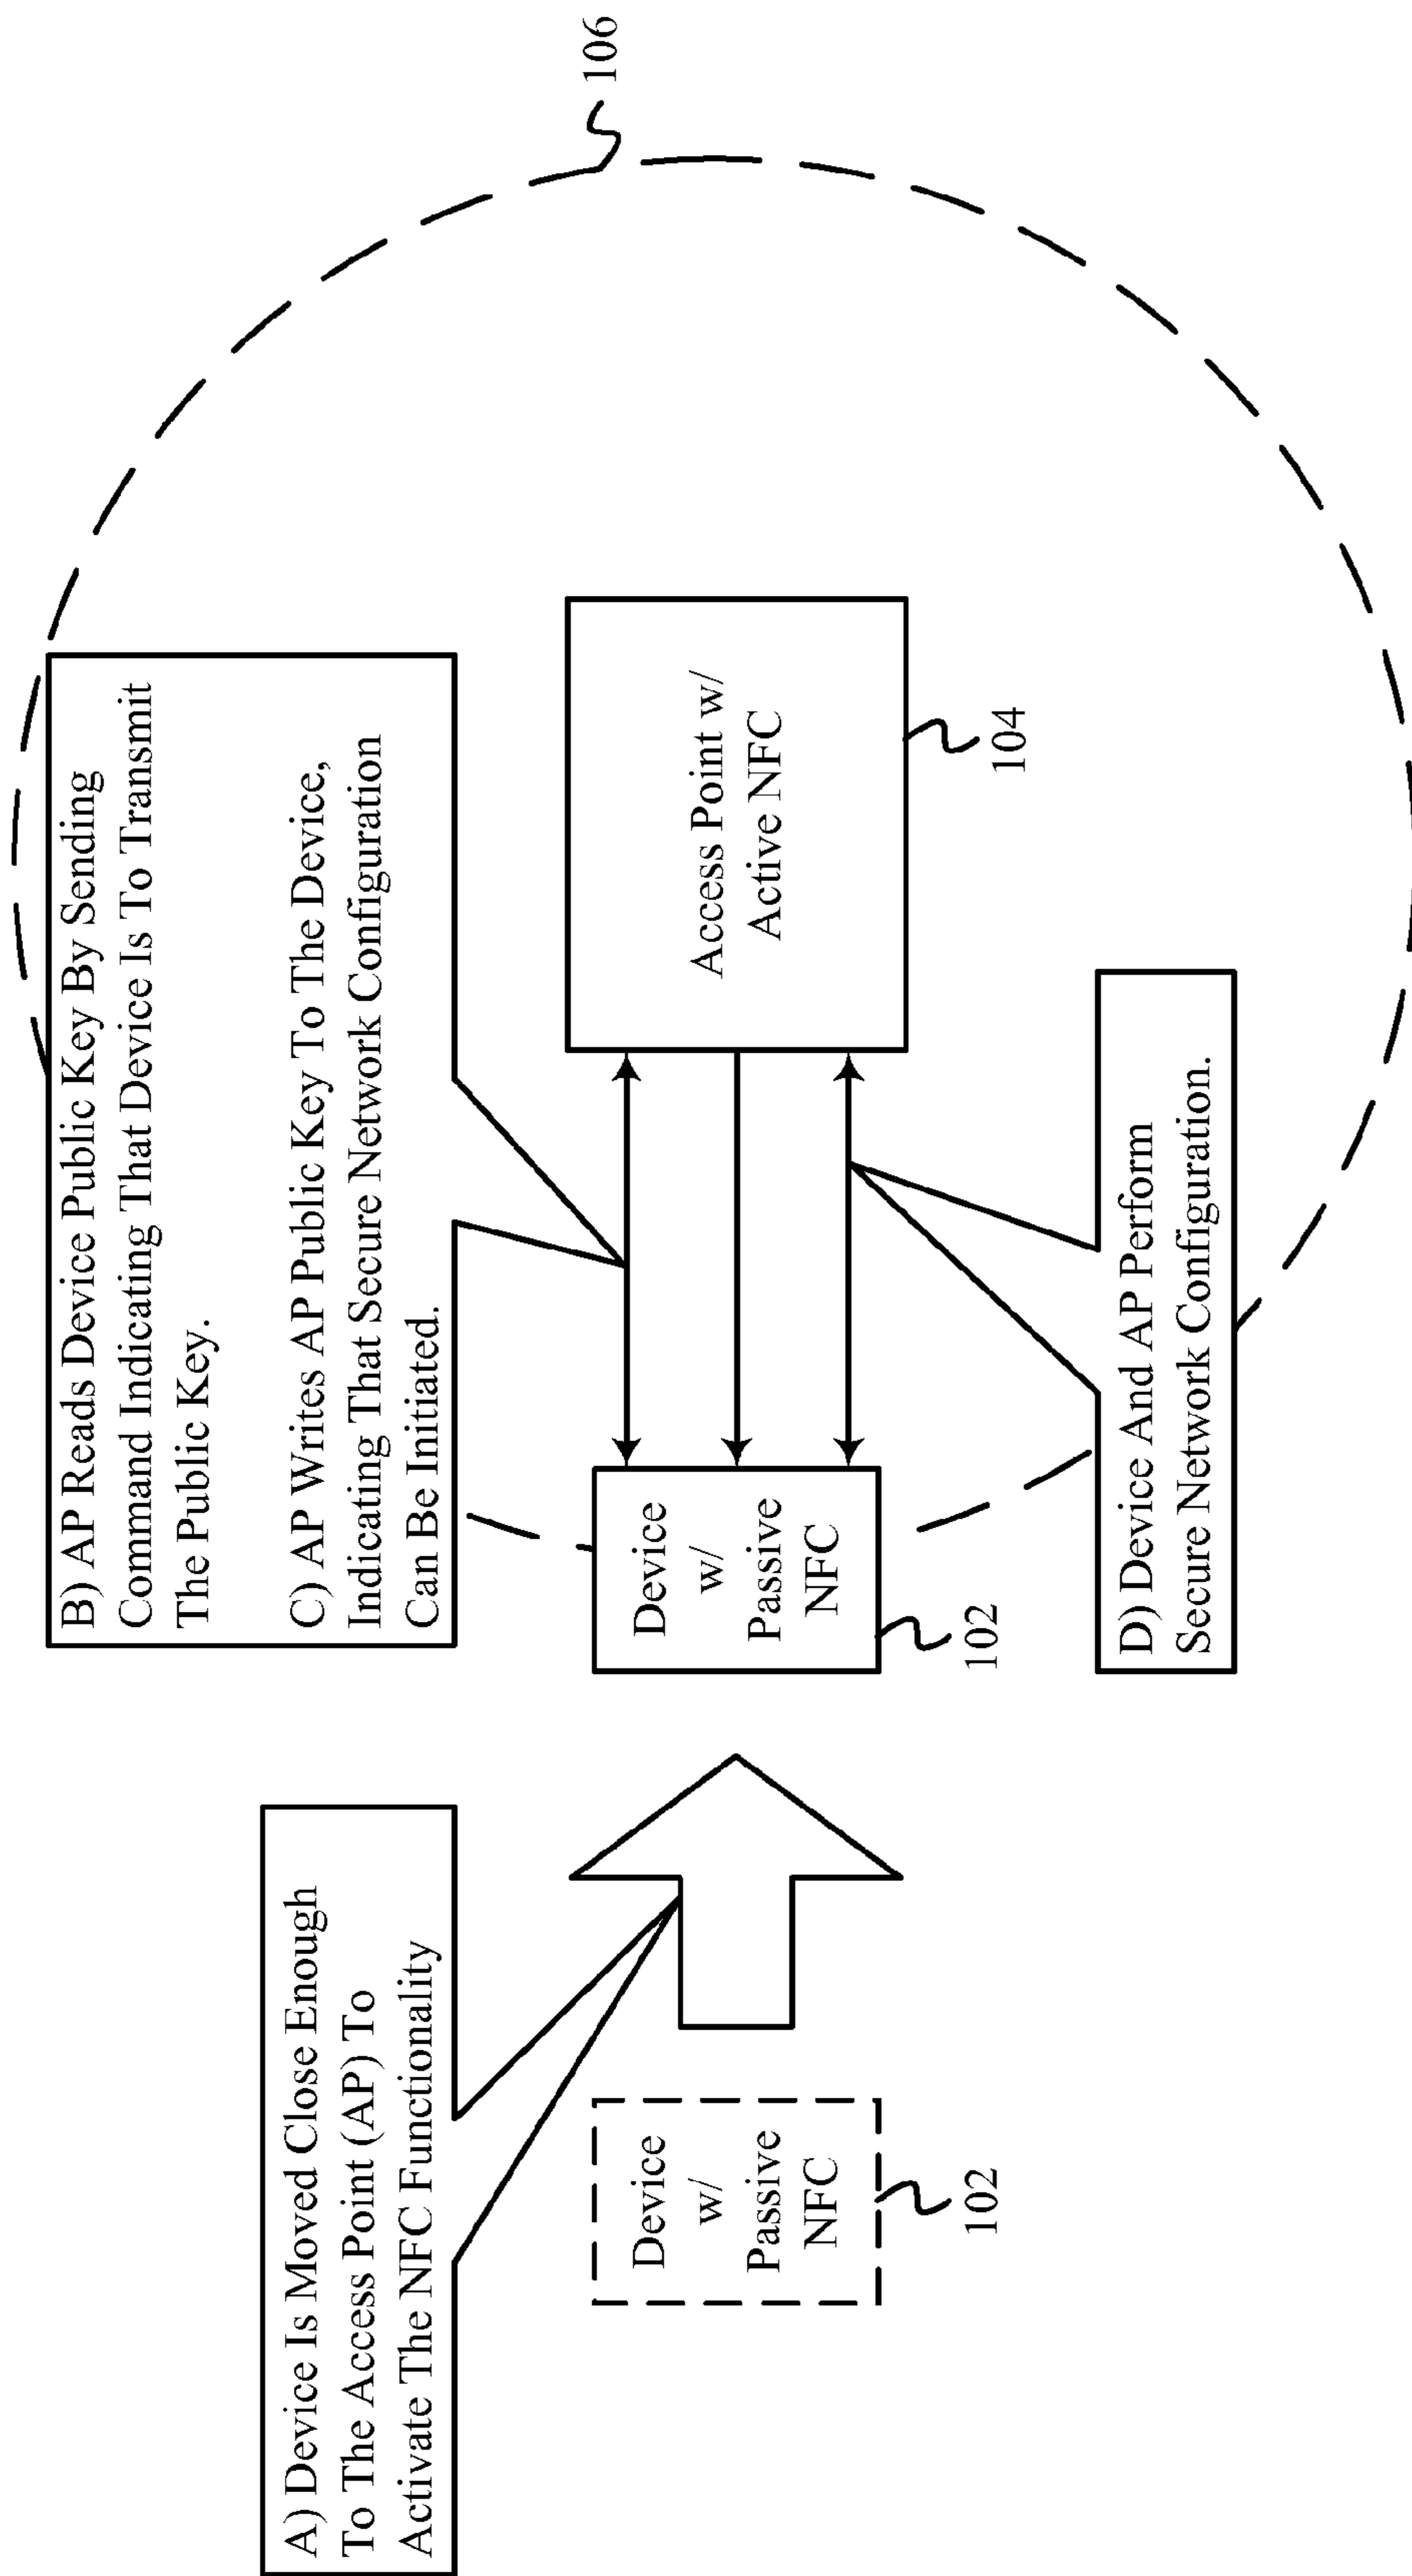 A) Device Is Moved Close Enough
To The Access Point (AP) To
Activate The NFC Functionality
B) AP Reads Device Public Key By Sending
Command Indicating That Device Is To Transmit
The Public Key.
C) AP Writes AP Public Key To The Device,
Indicating That Secure Network Configuration
Can Be Initiated.
106
Device
w/
Passive
NFC
102
Device
w/
Passive
NFC
102
Access Point w/
Active NFC
104
D) Device And AP Perform
Secure Network Configuration.